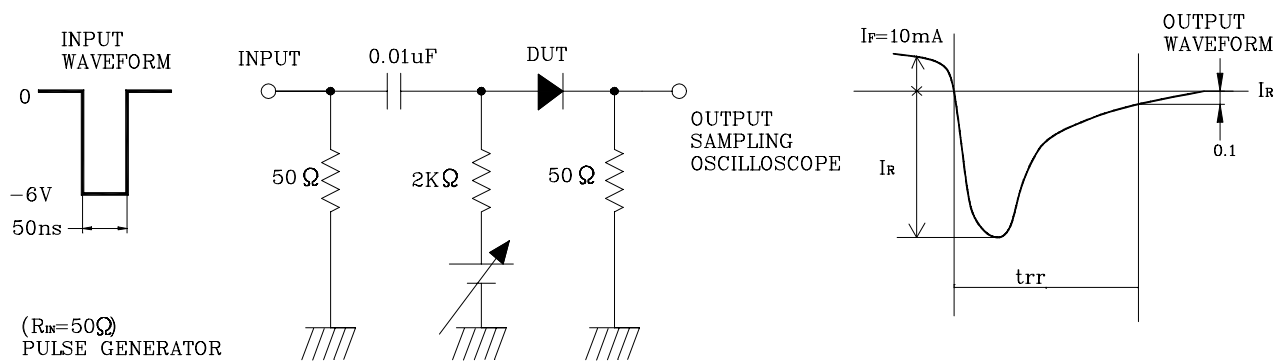 INPUT
WAVEFORM
0
-6V
50ns
(RIN=50Ω)
PULSE GENERATOR
INPUT
0.01uF
DUT
50Ω
2KΩ
50Ω
OUTPUT
SAMPLING
OSCILLOSCOPE
IF=10mA
OUTPUT
WAVEFORM
IR
0.1
IR
trr